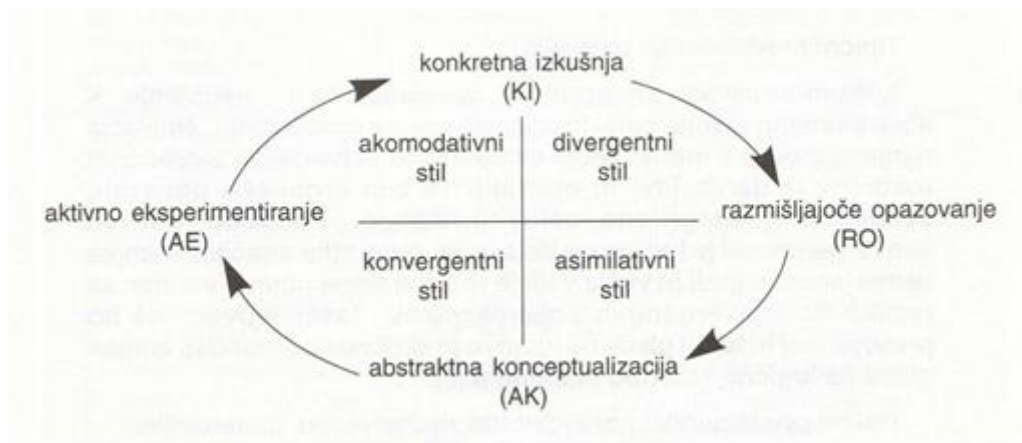 konkretna izkušnja
(KI)
akomodativni
stil
divergentni
stil
aktivno eksperimentiranje
(AE)
razmišljajoče opazovanje
(RO)
konvergentni
stil
asimilativni
stil
abstraktna konceptualizacija
(AK)